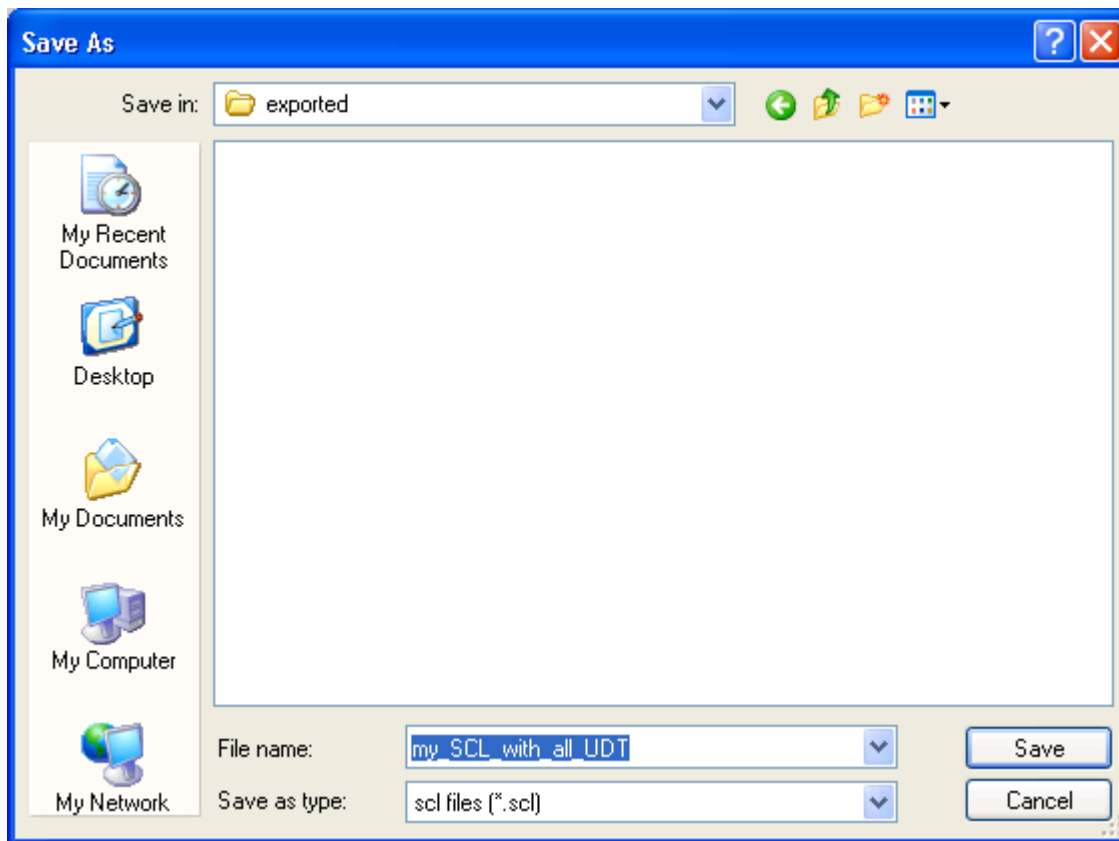 Save As
Save in:
exported
My Recent
Documents
Desktop
My Documents
My Computer
My Network
File name:
my_SCL_with_all_UDT
Save
Save as type:
scl files (*.scl)
Cancel